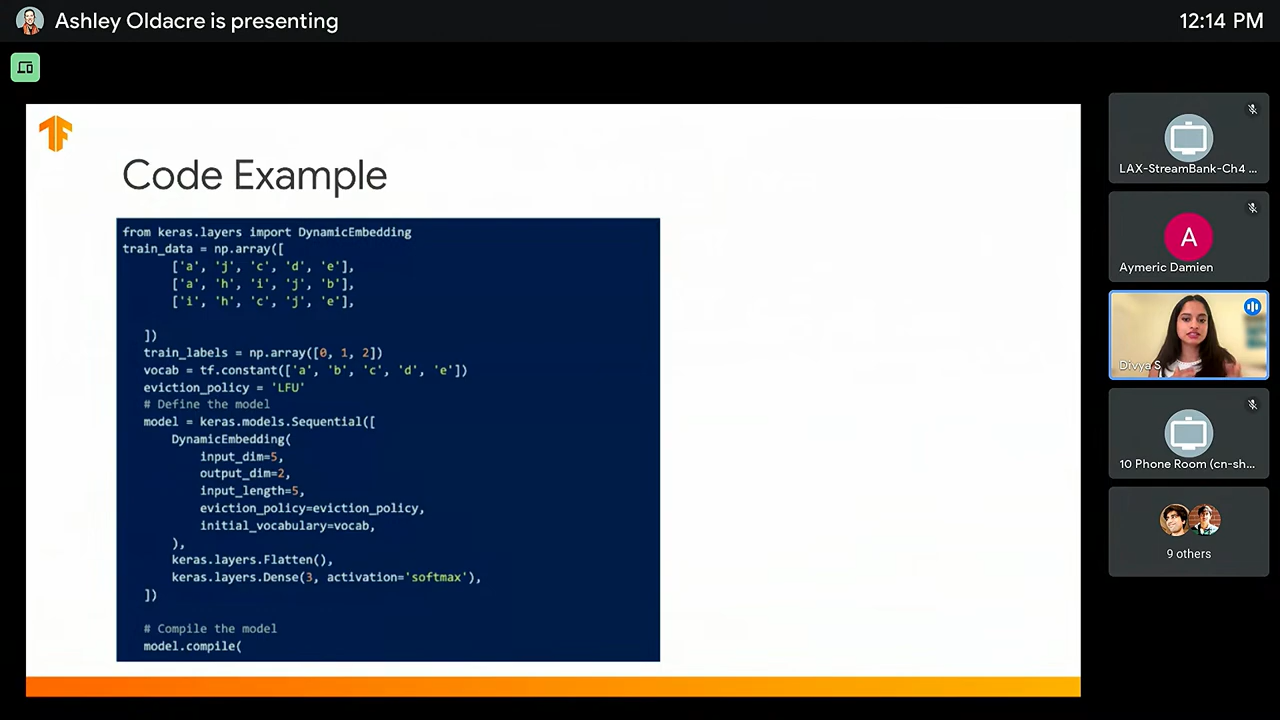 Ashley Oldacre is presenting
12:14 PM
Code Example
from keras.layers import DynamicEmbedding
train_data = np.array([
['a', 'j', 'c', 'd', 'e'],
['a', 'h', 'i', 'j', 'b'],
['i', 'h', 'c', 'j', 'e'],
])
train_labels = np.array([0, 1, 2])
vocab = tf.constant(['a', 'b', 'c', 'd', 'e'])
eviction_policy = 'LFU'
# Define the model
model = keras.models.Sequential([
DynamicEmbedding(
input_dim=5,
output_dim=2,
input_length=5,
eviction_policy=eviction_policy,
initial_vocabulary=vocab,
),
keras.layers.Flatten(),
keras.layers.Dense(3, activation='softmax'),
])
# Compile the model
model.compile(
LAX-StreamBank-Ch4 ...
A
Aymeric Damien
Divya S
10 Phone Room (cn-sh...
9 others